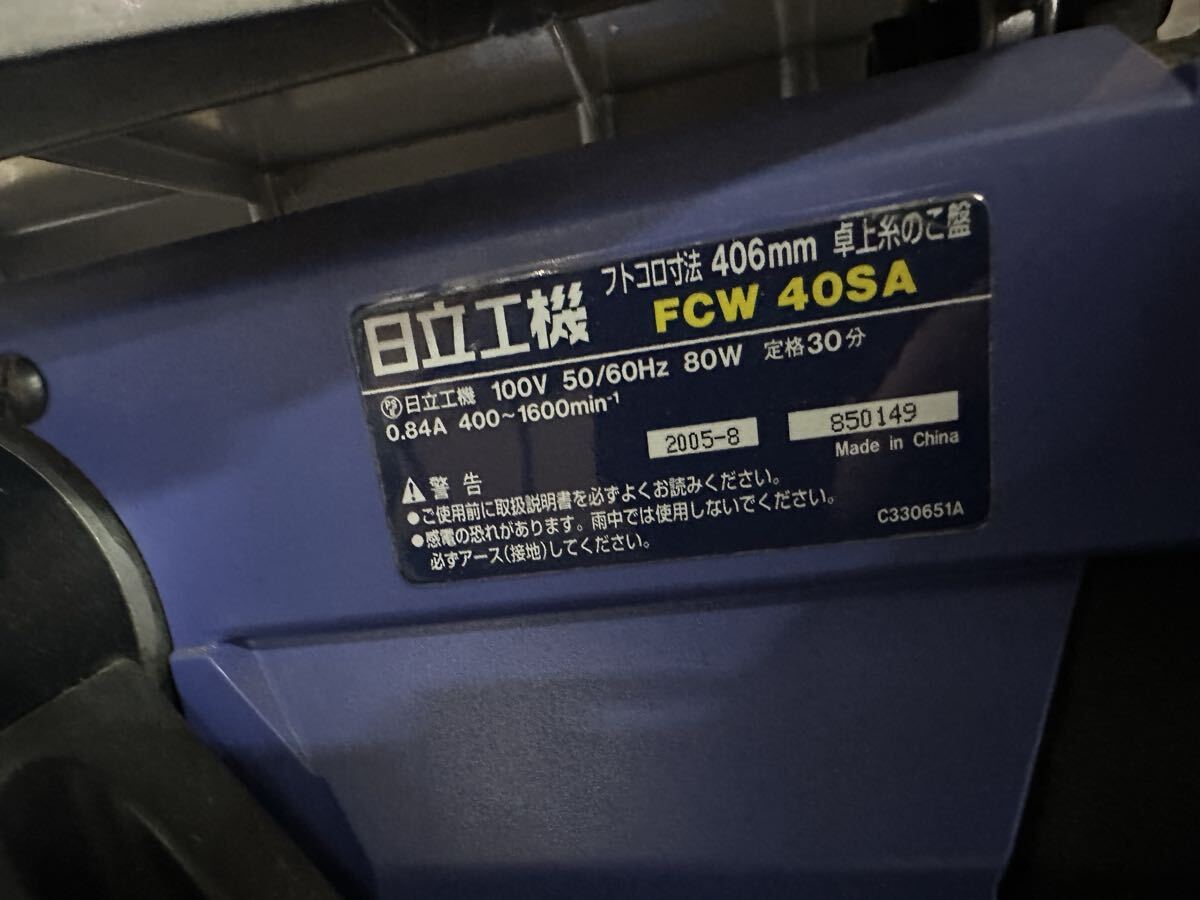 フトコロ寸法 406mm 卓上糸のこ盤
日立工機 FCW 40SA
PSE 日立工機 100V 50/60Hz 80W 定格30分
0.84A 400~1600min-1
2005-8 850149
Made in China
警告
●ご使用前に取扱説明書を必ずよくお読みください。
●感電の恐れがあります。雨中では使用しないでください。
必ずアース(接地)してください。
C330651A